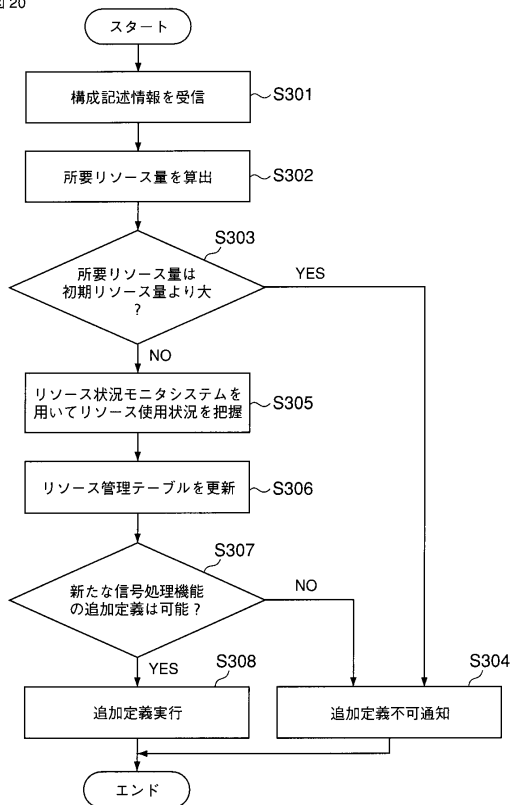 図 20
スタート
構成記述情報を受信
S301
所要リソース量を算出
S302
S303
所要リソース量は
初期リソース量より大
?
YES
NO
リソース状況モニタシステムを
用いてリソース使用状況を把握
S305
リソース管理テーブルを更新
S306
S307
新たな信号処理機能
の追加定義は可能?
NO
YES
S308
追加定義実行
S304
追加定義不可通知
エンド